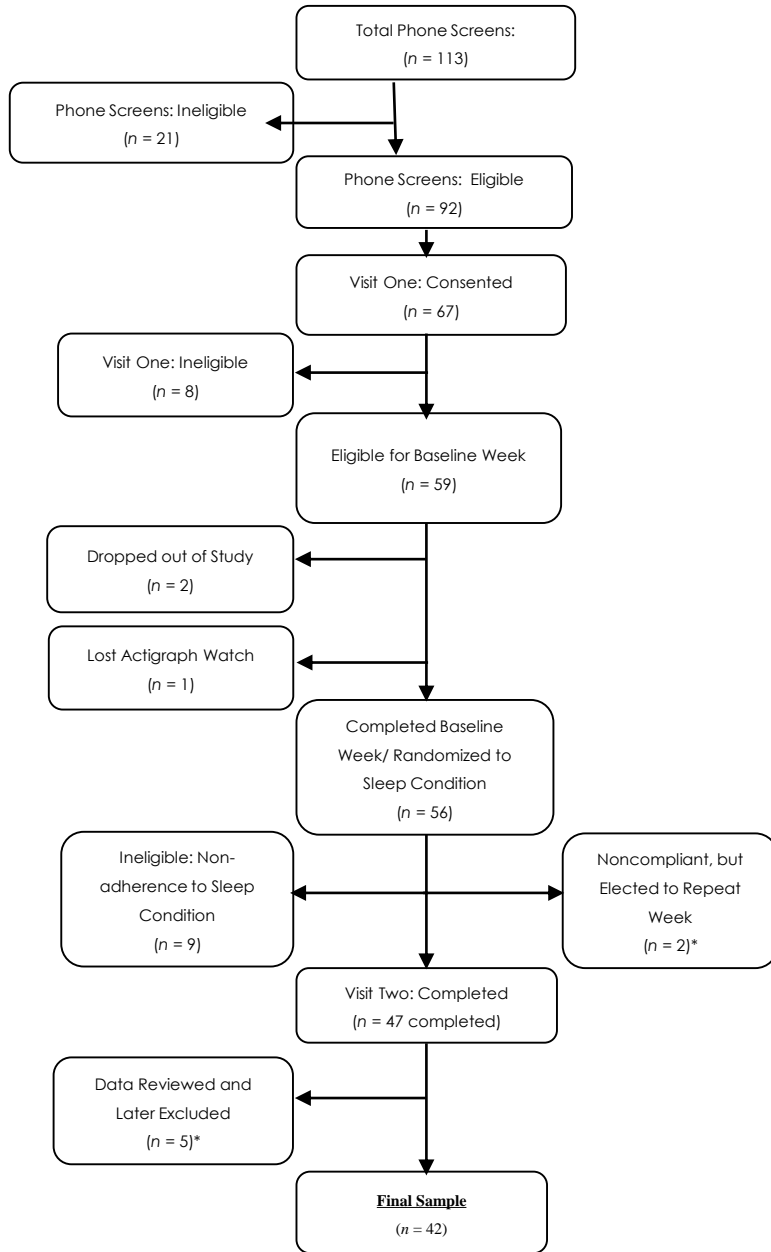 Total Phone Screens:
(n = 113)
Phone Screens: Ineligible
(n = 21)
Phone Screens: Eligible
(n = 92)
Visit One: Consented
(n = 67)
Visit One: Ineligible
(n = 8)
Eligible for Baseline Week
(n = 59)
Dropped out of Study
(n = 2)
Lost Actigraph Watch
(n = 1)
Completed Baseline
Week/ Randomized to
Sleep Condition
(n = 56)
Ineligible: Non-
adherence to Sleep
Condition
(n = 9)
Noncompliant, but
Elected to Repeat
Week
(n = 2)*
Visit Two: Completed
(n = 47 completed)
Data Reviewed and
Later Excluded
(n = 5)*
Final Sample
(n = 42)